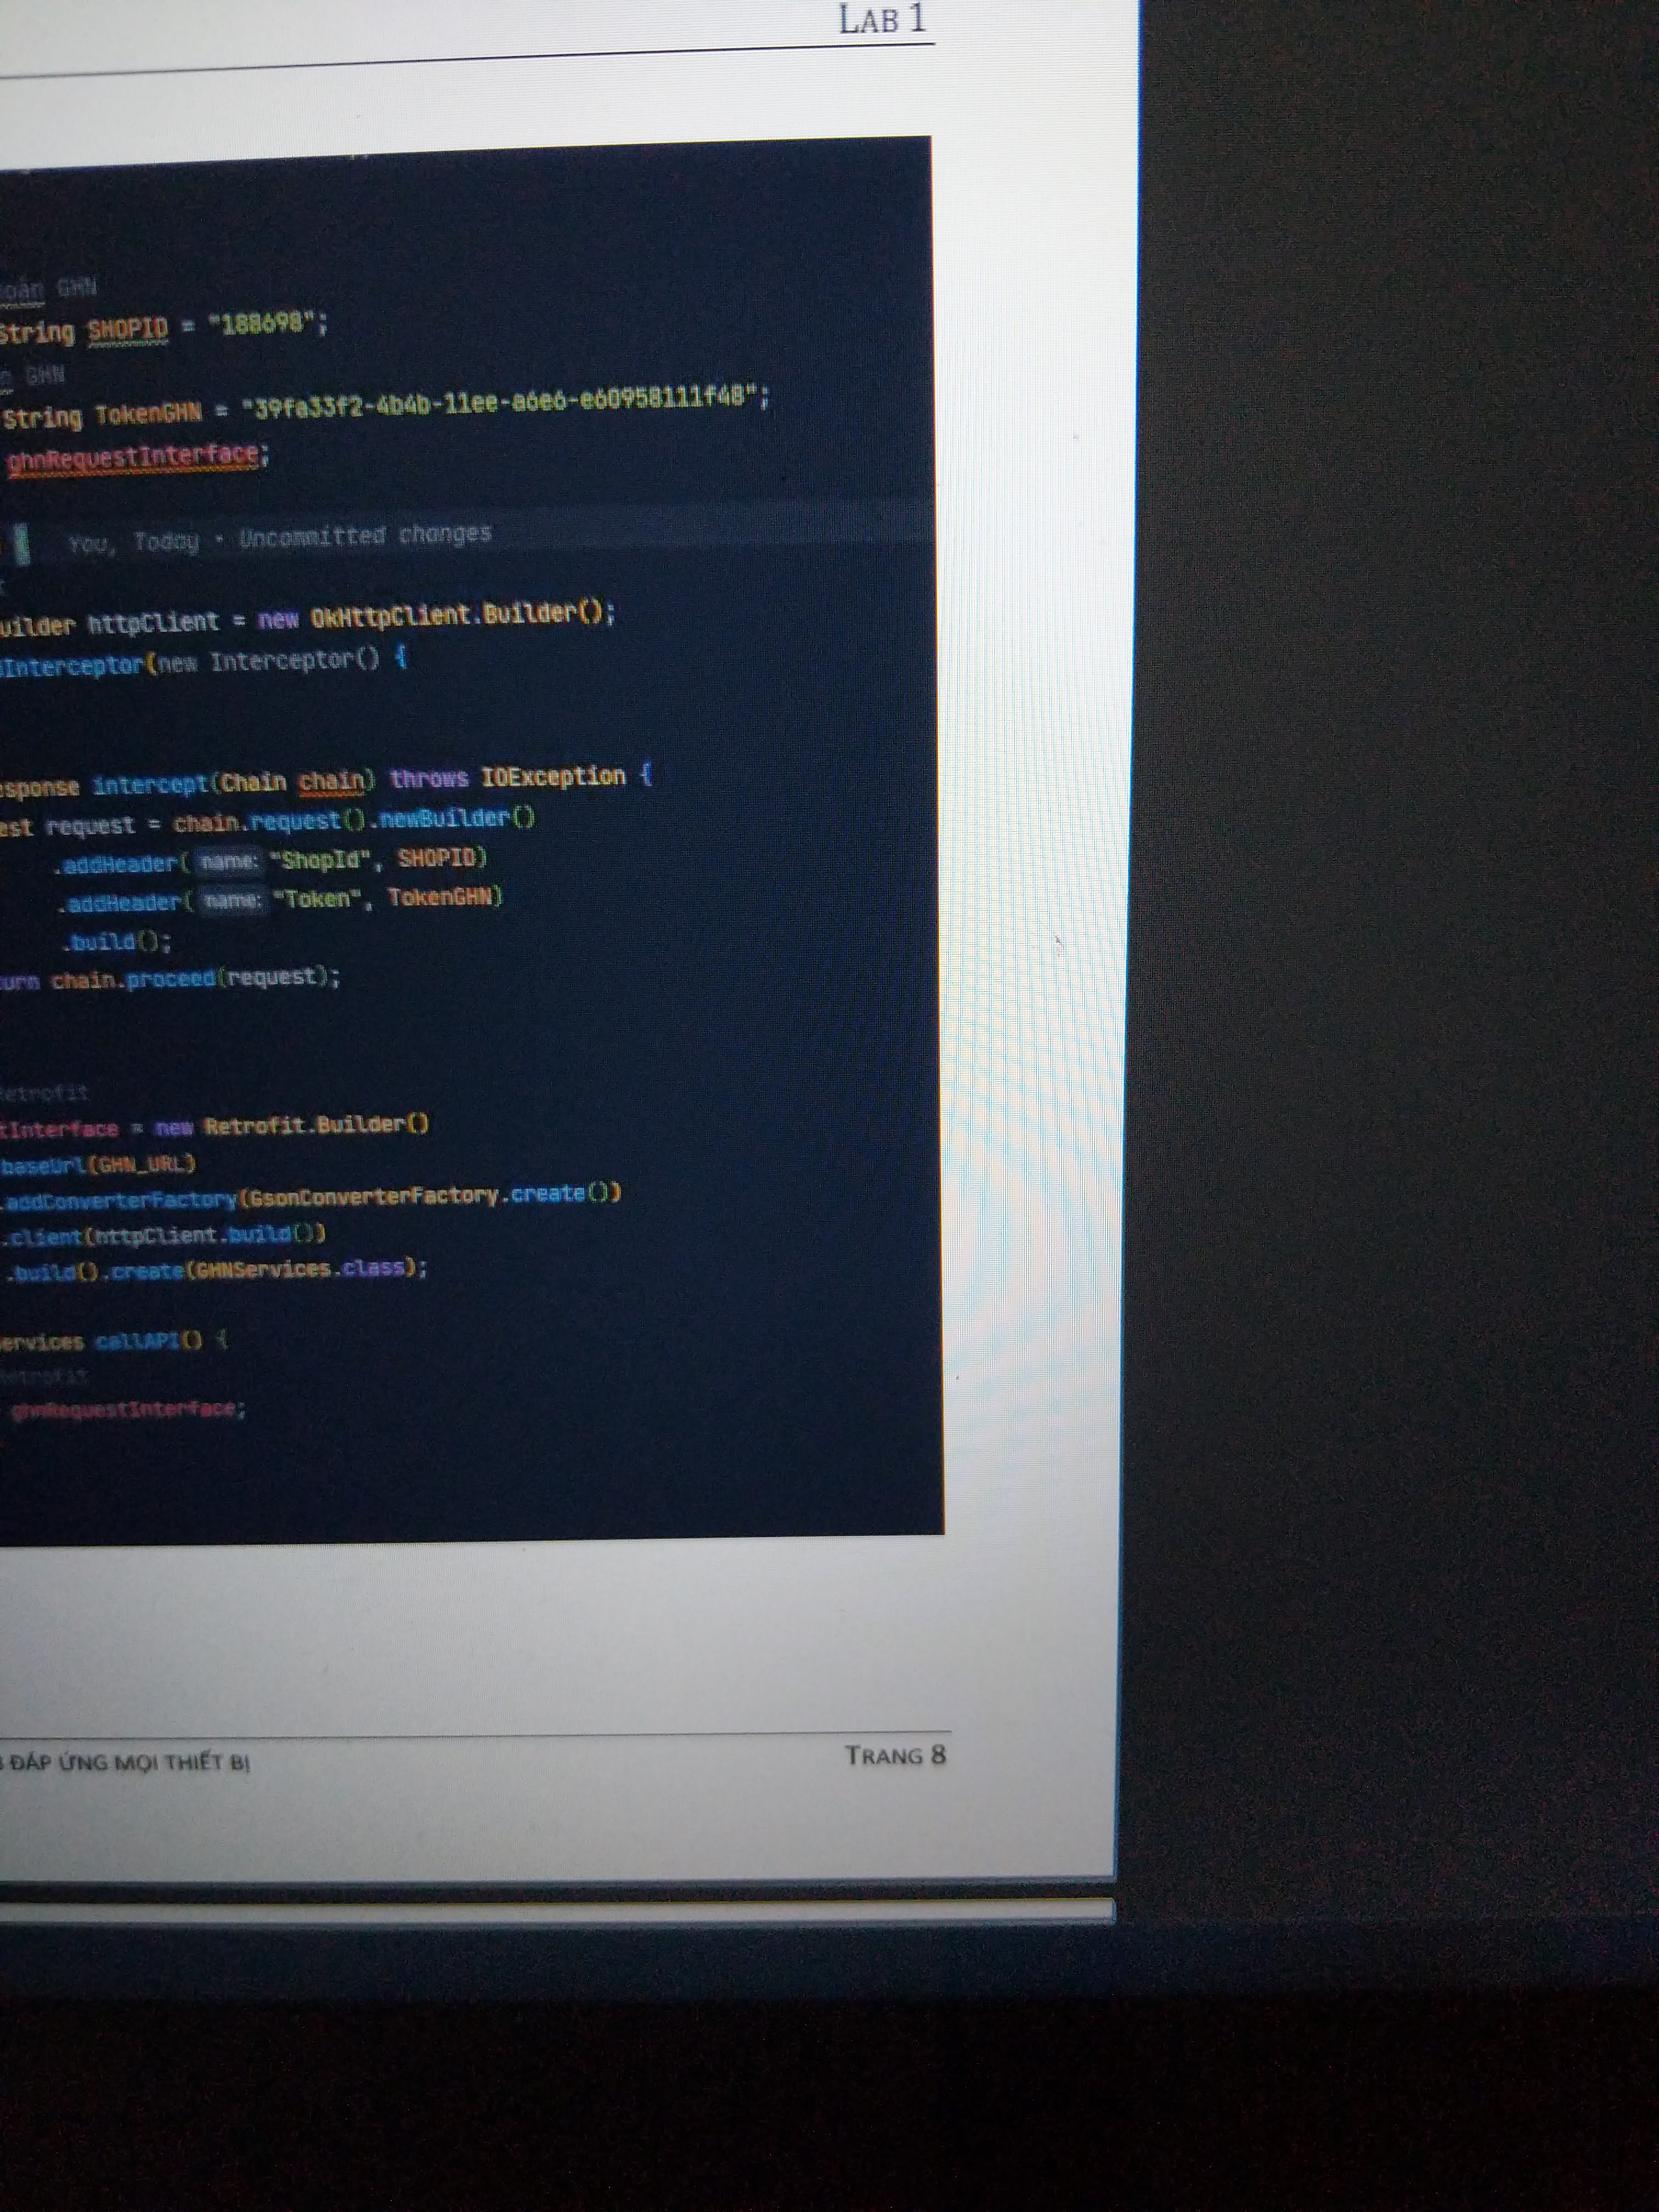 LAB 1
GHN
String SHOPID = "188698";
GHN
String TokenGHN = "39fa33f2-4b4b-11ee-a6e6-e60958111f48";
ghnRequestInterface;
You, Today • Uncommitted changes
uilder httpClient = new OkHttpClient.Builder();
Interceptor(new Interceptor() {
sponse intercept(Chain chain) throws IOException {
est request = chain.request().newBuilder()
.addHeader( name: "ShopId", SHOPID)
.addHeader( name: "Token", TokenGHN)
.build();
urn chain.proceed(request);
Retrofit
tInterface = new Retrofit.Builder()
baseUrl(GHN_URL)
.addConverterFactory(GsonConverterFactory.create())
.client(httpClient.build())
.build().create(GHNServices.class);
ervices callAPI() {
Retrofit
ghnRequestInterface;
ĐÁP ỨNG MỌI THIẾT BỊ
TRANG 8